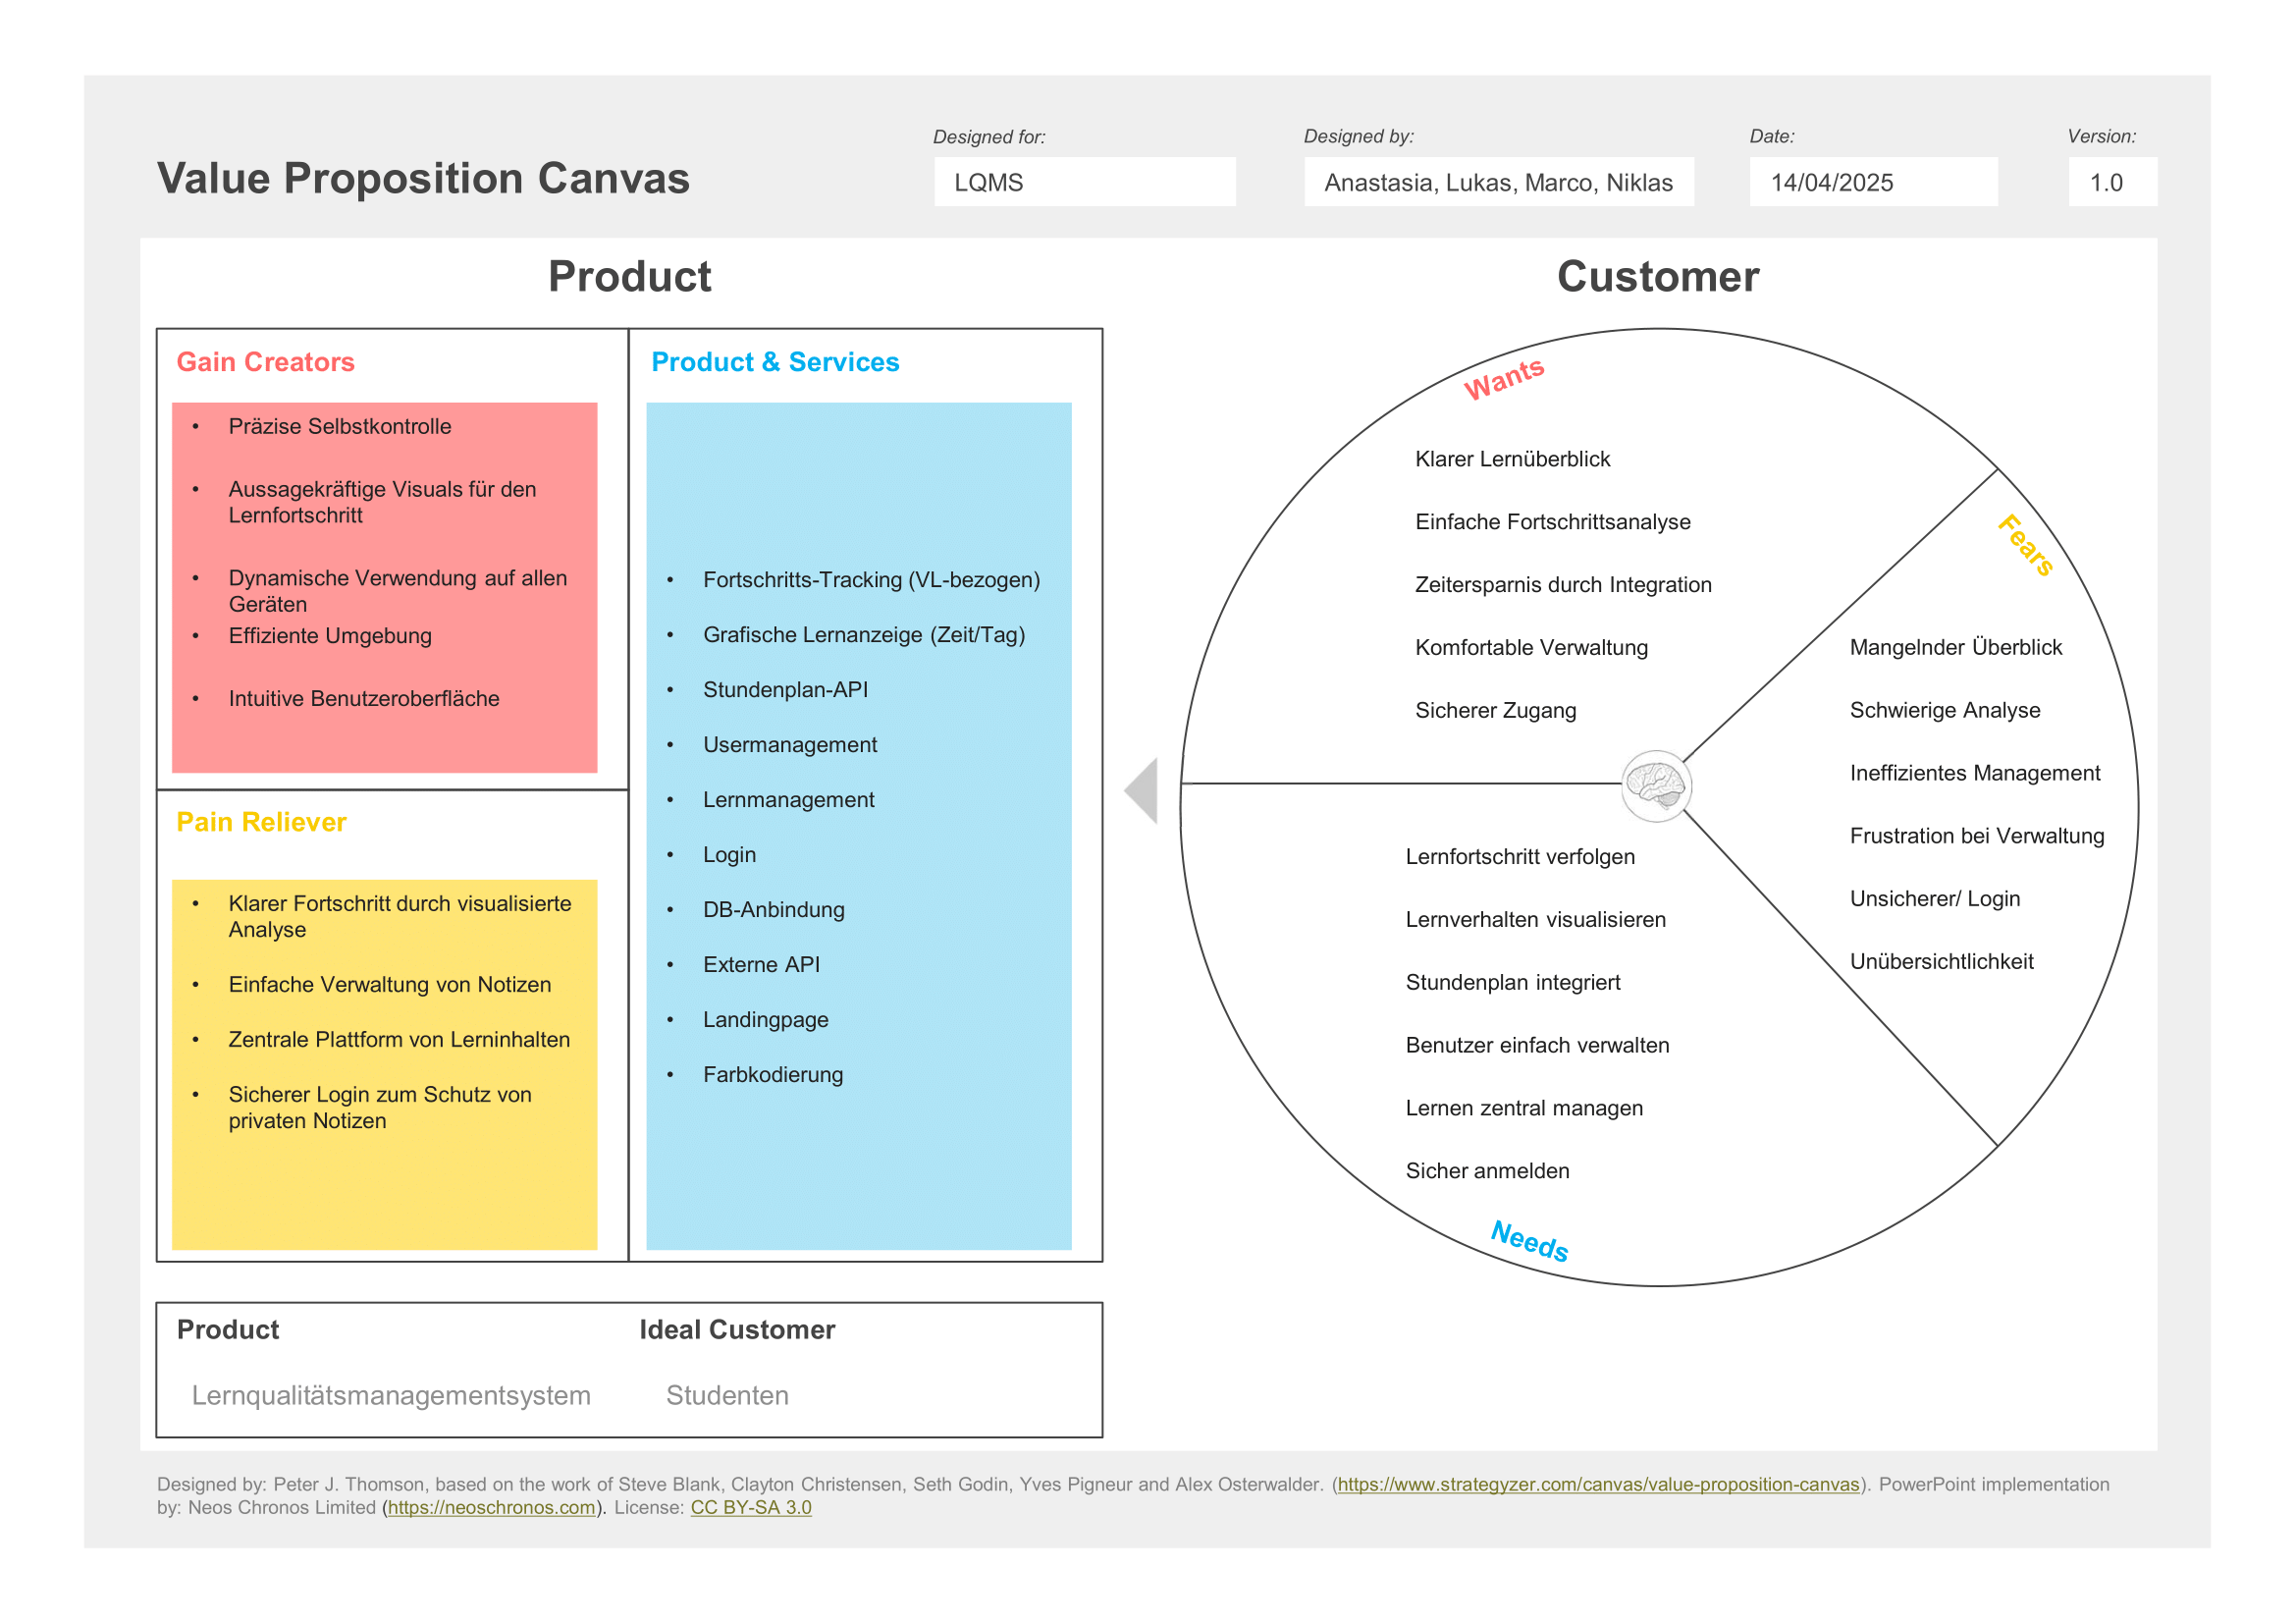 Value Proposition Canvas
Designed for:
LQMS
Designed by:
Anastasia, Lukas, Marco, Niklas
Date:
14/04/2025
Version:
1.0
Product
Gain Creators
• Präzise Selbstkontrolle
• Aussagekräftige Visuals für den
Lernfortschritt
• Dynamische Verwendung auf allen
Geräten
• Effiziente Umgebung
• Intuitive Benutzeroberfläche
Pain Reliever
• Klarer Fortschritt durch visualisierte
Analyse
• Einfache Verwaltung von Notizen
• Zentrale Plattform von Lerninhalten
• Sicherer Login zum Schutz von
privaten Notizen
Product & Services
• Fortschritts-Tracking (VL-bezogen)
• Grafische Lernanzeige (Zeit/Tag)
• Stundenplan-API
• Usermanagement
• Lernmanagement
• Login
• DB-Anbindung
• Externe API
• Landingpage
• Farbkodierung
Customer
Wants
Klarer Lernüberblick
Einfache Fortschrittsanalyse
Zeitersparnis durch Integration
Komfortable Verwaltung
Sicherer Zugang
Fears
Mangelnder Überblick
Schwierige Analyse
Ineffizientes Management
Frustration bei Verwaltung
Unsicherer/ Login
Unübersichtlichkeit
Lernfortschritt verfolgen
Lernverhalten visualisieren
Stundenplan integriert
Benutzer einfach verwalten
Lernen zentral managen
Sicher anmelden
Needs
Product
Lernqualitätsmanagementsystem
Ideal Customer
Studenten
Designed by: Peter J. Thomson, based on the work of Steve Blank, Clayton Christensen, Seth Godin, Yves Pigneur and Alex Osterwalder. (https://www.strategyzer.com/canvas/value-proposition-canvas). PowerPoint implementation
by: Neos Chronos Limited (https://neoschronos.com). License: CC BY-SA 3.0